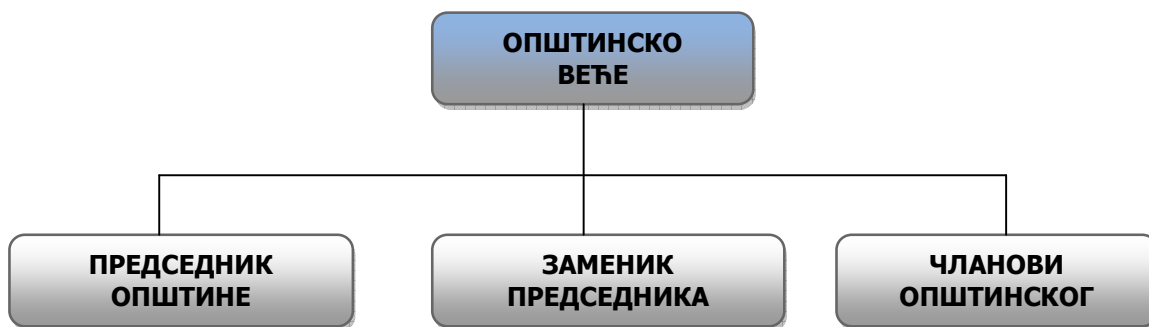 ОПШТИНСКО
ВЕЋЕ
ПРЕДСЕДНИК
ОПШТИНЕ
ЗАМЕНИК
ПРЕДСЕДНИКА
ЧЛАНОВИ
ОПШТИНСКОГ